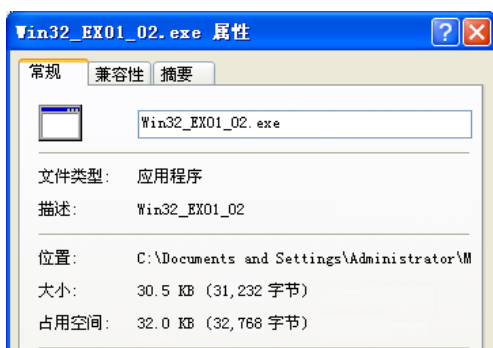 Win32_EX01_02.exe 属性
常规 兼容性 摘要
Win32_EX01_02.exe
文件类型: 应用程序
描述: Win32_EX01_02
位置: C:\Documents and Settings\Administrator\M
大小: 30.5 KB (31,232 字节)
占用空间: 32.0 KB (32,768 字节)